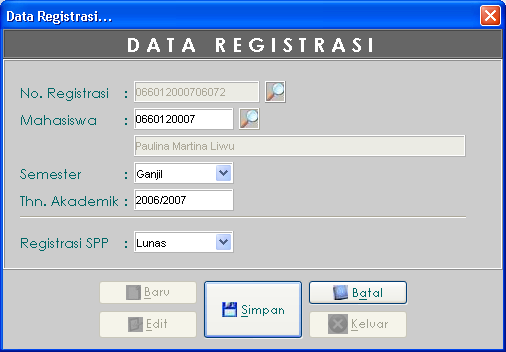 Data Registrasi...
DATA REGISTRASI
No. Registrasi : 066012000706072
Mahasiswa : 0660120007
Paulina Martina Liwu
Semester : Ganjil
Thn. Akademik : 2006/2007
Registrasi SPP : Lunas
Baru
Simpan
Batal
Edit
Keluar